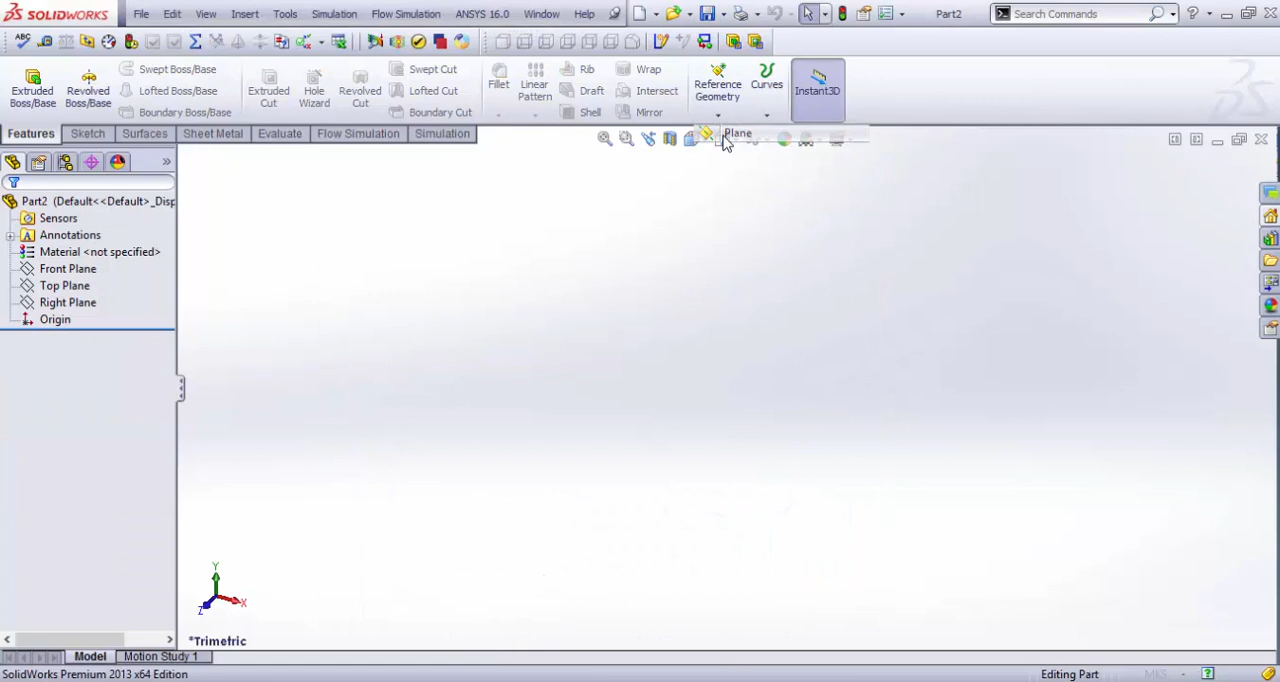 SOLIDWORKS File Edit View Insert Tools Simulation Flow Simulation ANSYS 16.0 Window Help Part2 Search Commands ?
ABC
Extruded Boss/Base
Revolved Boss/Base
Swept Boss/Base
Lofted Boss/Base
Boundary Boss/Base
Extruded Cut
Hole Wizard
Revolved Cut
Swept Cut
Lofted Cut
Boundary Cut
Fillet
Linear Pattern
Rib
Draft
Shell
Wrap
Intersect
Mirror
Reference Geometry
Curves
Instant3D
Features Sketch Surfaces Sheet Metal Evaluate Flow Simulation Simulation
Plane
Part2 (Default<<Default>_Disp
Sensors
A Annotations
Material <not specified>
Front Plane
Top Plane
Right Plane
Origin
Y
X
Z
*Trimetric
Model Motion Study 1
SolidWorks Premium 2013 x64 Edition Editing Part MKS ?